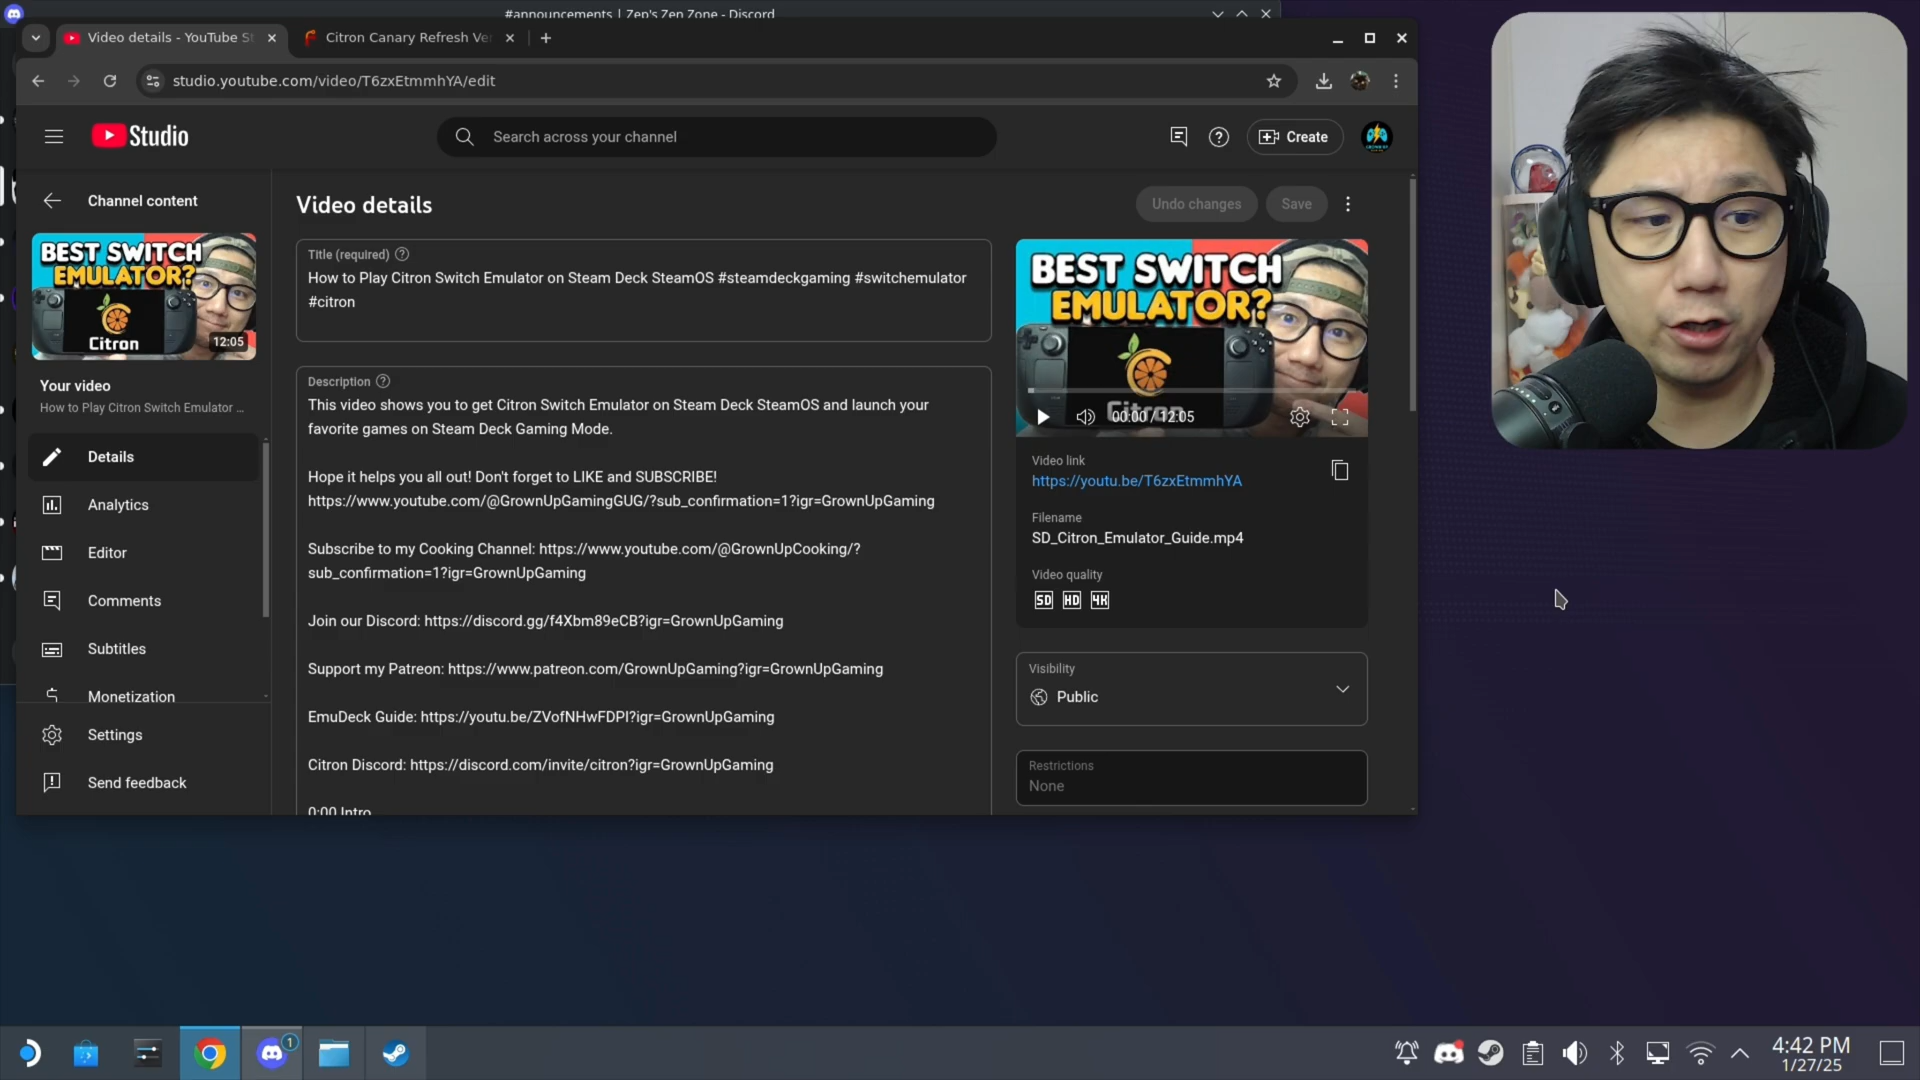 #announcements | Zep's Zen Zone - Discord
Video details - YouTube St
Citron Canary Refresh Ve
studio.youtube.com/video/T6zxEtmmhYA/edit
Studio
Search across your channel
Create
Channel content
Video details
Undo changes
Save
BEST SWITCH
EMULATOR?
Citron
12:05
Your video
How to Play Citron Switch Emulator ...
Details
Analytics
Editor
Comments
Subtitles
Monetization
Settings
Send feedback
Title (required)
How to Play Citron Switch Emulator on Steam Deck SteamOS #steamdeckgaming #switchemulator
#citron
Description
This video shows you to get Citron Switch Emulator on Steam Deck SteamOS and launch your
favorite games on Steam Deck Gaming Mode.
Hope it helps you all out! Don't forget to LIKE and SUBSCRIBE!
https://www.youtube.com/@GrownUpGamingGUG/?sub_confirmation=1?igr=GrownUpGaming
Subscribe to my Cooking Channel: https://www.youtube.com/@GrownUpCooking/?
sub_confirmation=1?igr=GrownUpGaming
Join our Discord: https://discord.gg/f4Xbm89eCB?igr=GrownUpGaming
Support my Patreon: https://www.patreon.com/GrownUpGaming?igr=GrownUpGaming
EmuDeck Guide: https://youtu.be/ZVofNHwFDPI?igr=GrownUpGaming
Citron Discord: https://discord.com/invite/citron?igr=GrownUpGaming
0:00 Intro
BEST SWITCH
EMULATOR?
Citron
00:00 / 12:05
Video link
https://youtu.be/T6zxEtmmhYA
Filename
SD_Citron_Emulator_Guide.mp4
Video quality
SD HD 4K
Visibility
Public
Restrictions
None
1
4:42 PM
1/27/25